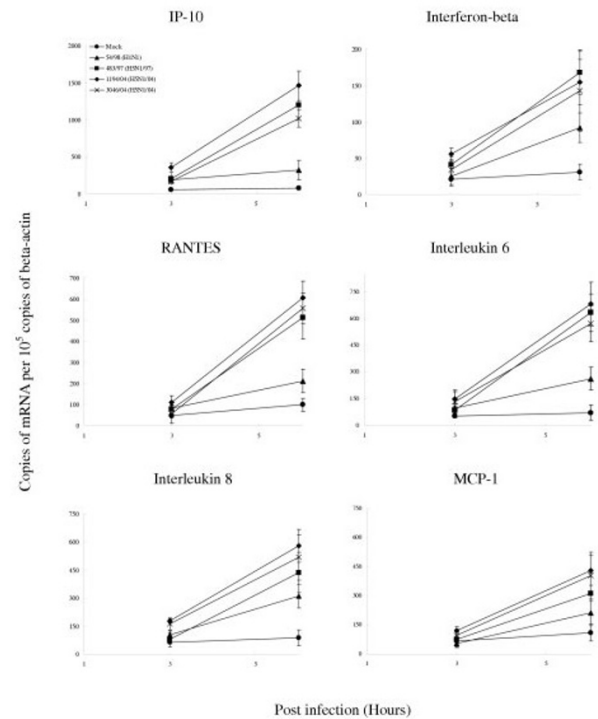 IP-10
2000
1500
1000
500
0
1 3 5
Mock
54/98 (H1N1)
483/97 (H5N1/97)
1194/04 (H5N1/04)
3046/04 (H5N1/04)
Interferon-beta
200
150
100
50
0
1 3 5
RANTES
700
600
500
400
300
200
100
0
1 3 5
Interleukin 6
750
600
450
300
150
0
1 3 5
Interleukin 8
750
600
450
300
150
0
1 3 5
MCP-1
750
600
450
300
150
0
1 3 5
Copies of mRNA per 10⁵ copies of beta-actin
Post infection (Hours)